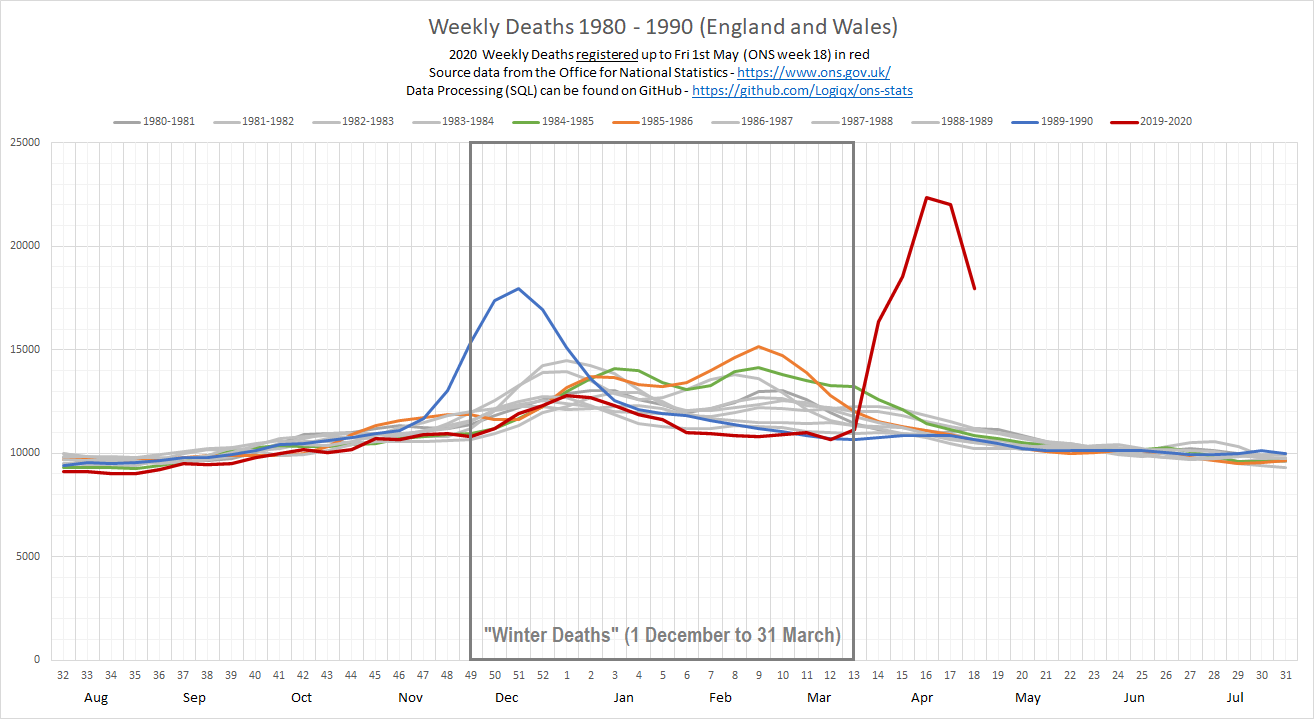 Weekly Deaths 1980 - 1990 (England and Wales)
2020 Weekly Deaths registered up to Fri 1st May (ONS week 18) in red
Source data from the Office for National Statistics - https://www.ons.gov.uk/
Data Processing (SQL) can be found on GitHub - https://github.com/Logiqx/ons-stats
1980-1981 1981-1982 1982-1983 1983-1984 1984-1985 1985-1986 1986-1987 1987-1988 1988-1989 1989-1990 2019-2020
25000
20000
15000
10000
5000
0
"Winter Deaths" (1 December to 31 March)
32 33 34 35 36 37 38 39 40 41 42 43 44 45 46 47 48 49 50 51 52 1 2 3 4 5 6 7 8 9 10 11 12 13 14 15 16 17 18 19 20 21 22 23 24 25 26 27 28 29 30 31
Aug Sep Oct Nov Dec Jan Feb Mar Apr May Jun Jul